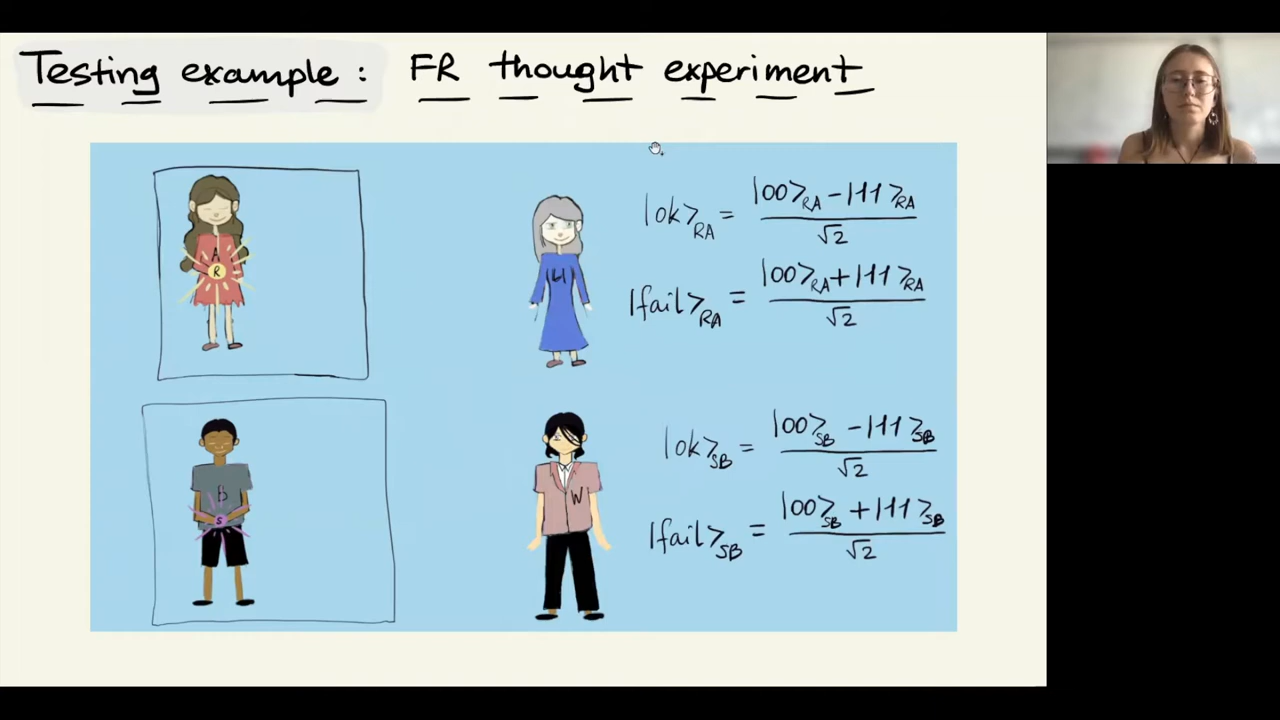 Testing example : FR thought experiment
A
R
U
|ok>RA = |00>RA - |11>RA / √2
|fail>RA = |00>RA + |11>RA / √2
B
S
W
|ok>SB = |00>SB - |11>SB / √2
|fail>SB = |00>SB + |11>SB / √2